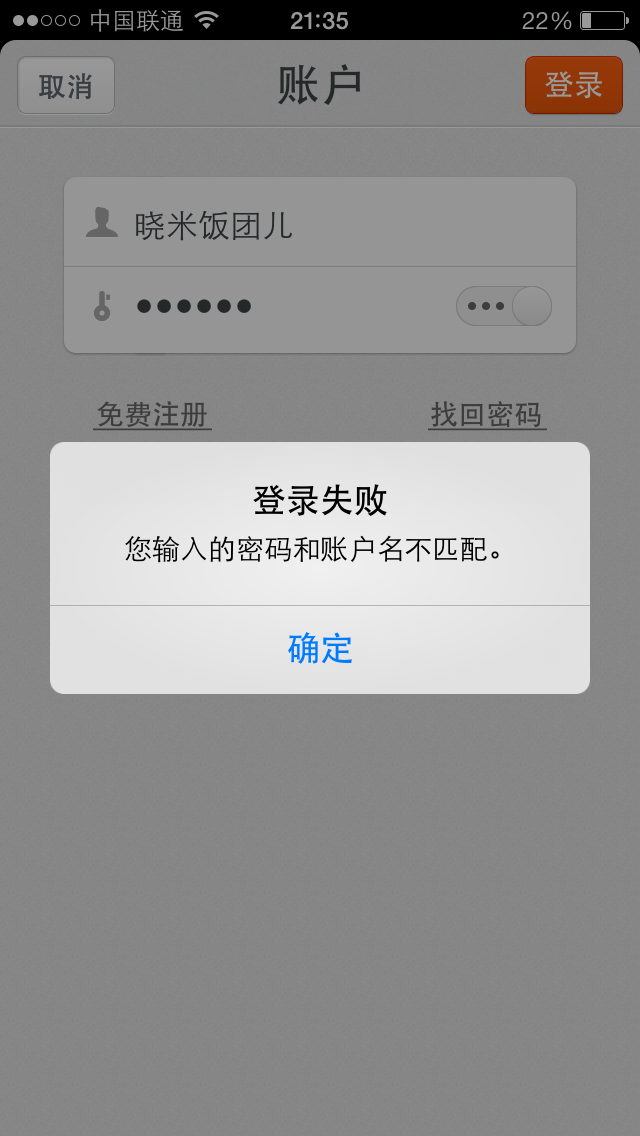 中国联通 21:35 22%
取消 账户 登录
晓米饭团儿
••••••
免费注册 找回密码
登录失败
您输入的密码和账户名不匹配。
确定